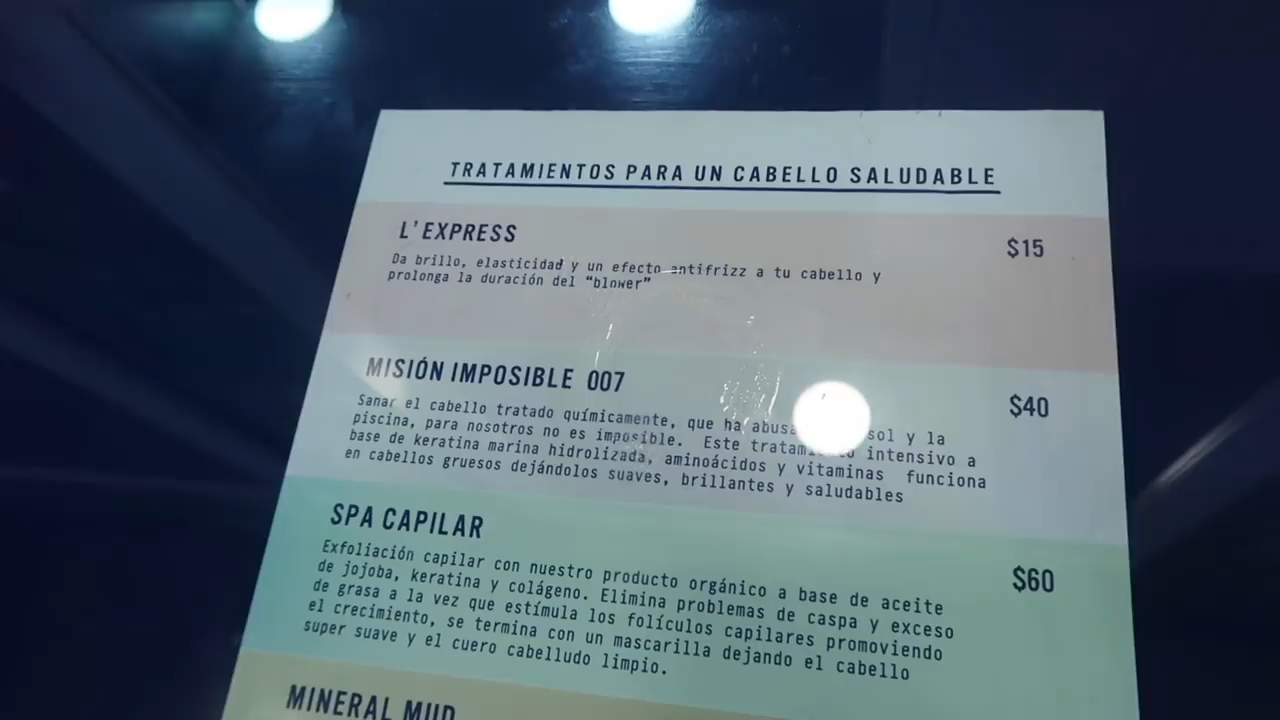 TRATAMIENTOS PARA UN CABELLO SALUDABLE
L'EXPRESS
$15
Da brillo, elasticidad y un efecto antifrizz a tu cabello y
prolonga la duración del “blower”
MISIÓN IMPOSIBLE 007
$40
Sanar el cabello tratado químicamente, que ha sol y la
piscina, para nosotros no es imposible. Este intensivo a
base de keratina marina hidrolizada, aminoácidos y vitaminas funciona
en cabellos gruesos dejándolos suaves, brillantes y saludables
SPA CAPILAR
$60
Exfoliación capilar con nuestro producto orgánico a base de aceite
de jojoba, keratina y colágeno. Elimina problemas de caspa y exceso
de grasa a la vez que estímula los folículos capilares promoviendo
el crecimiento, se termina con un mascarilla dejando el cabello
super suave y el cuero cabelludo limpio.
MINERAL MUD